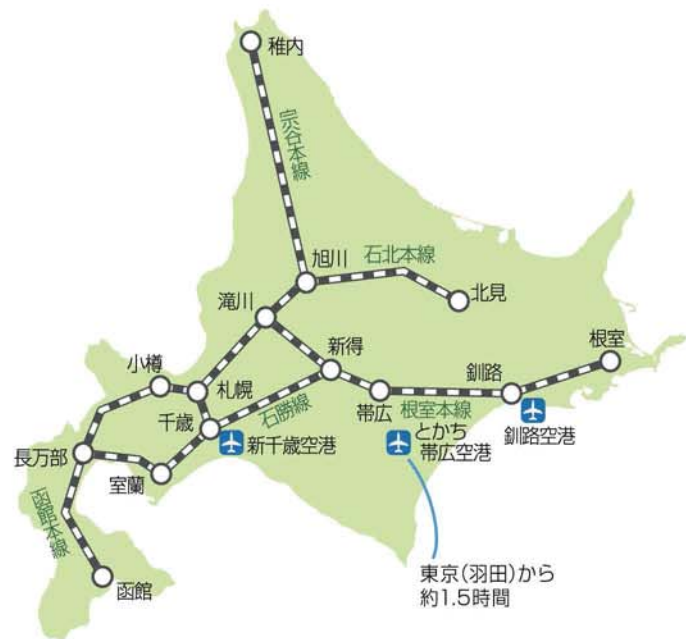 稚内
宗谷本線
旭川
石北本線
北見
滝川
新得
根室
小樽
札幌
釧路
千歳
石勝線
帯広
根室本線
とかち
帯広空港
釧路空港
新千歳空港
長万部
室蘭
函館本線
函館
東京(羽田)から
約1.5時間